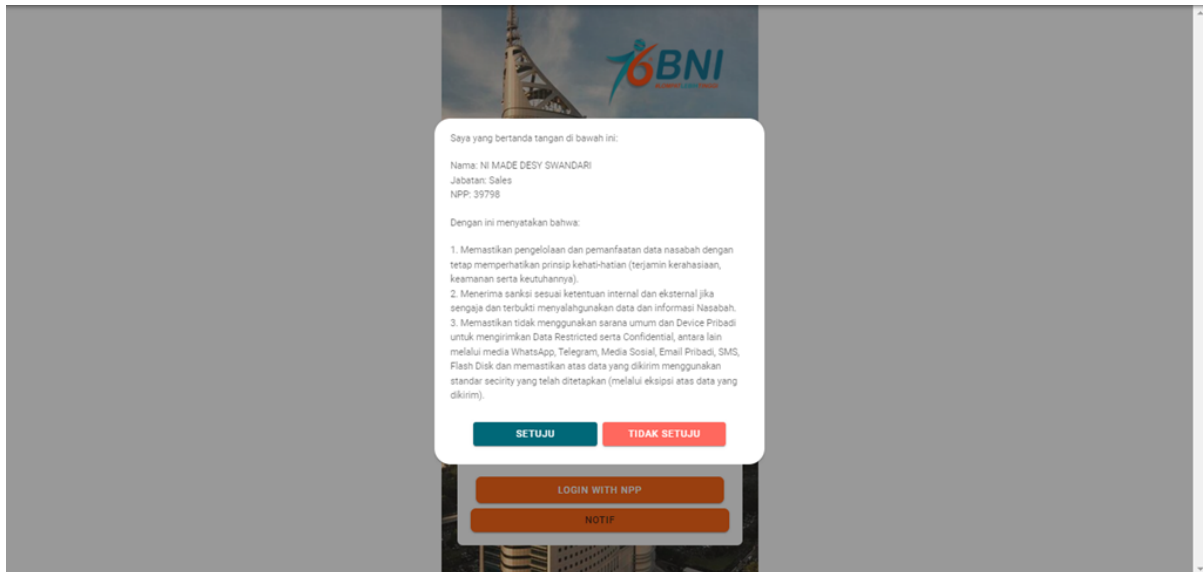 76 BNI
Saya yang bertanda tangan di bawah ini:
Nama: NI MADE DESY SWANDARI
Jabatan: Sales
NPP: 39798
Dengan ini menyatakan bahwa:
1. Memastikan pengelolaan dan pemanfaatan data nasabah dengan
tetap memperhatikan prinsip kehati-hatian (terjamin kerahasiaan,
keamanan serta keutuhannya).
2. Menerima sanksi sesuai ketentuan internal dan eksternal jika
sengaja dan terbukti menyalahgunakan data dan informasi Nasabah.
3. Memastikan tidak menggunakan sarana umum dan Device Pribadi
untuk mengirimkan Data Restricted serta Confidential, antara lain
melalui media WhatsApp, Telegram, Media Sosial, Email Pribadi, SMS,
Flash Disk dan memastikan atas data yang dikirim menggunakan
standar secirity yang telah ditetapkan (melalui eksipsi atas data yang
dikirim).
SETUJU
TIDAK SETUJU
LOGIN WITH NPP
NOTIF